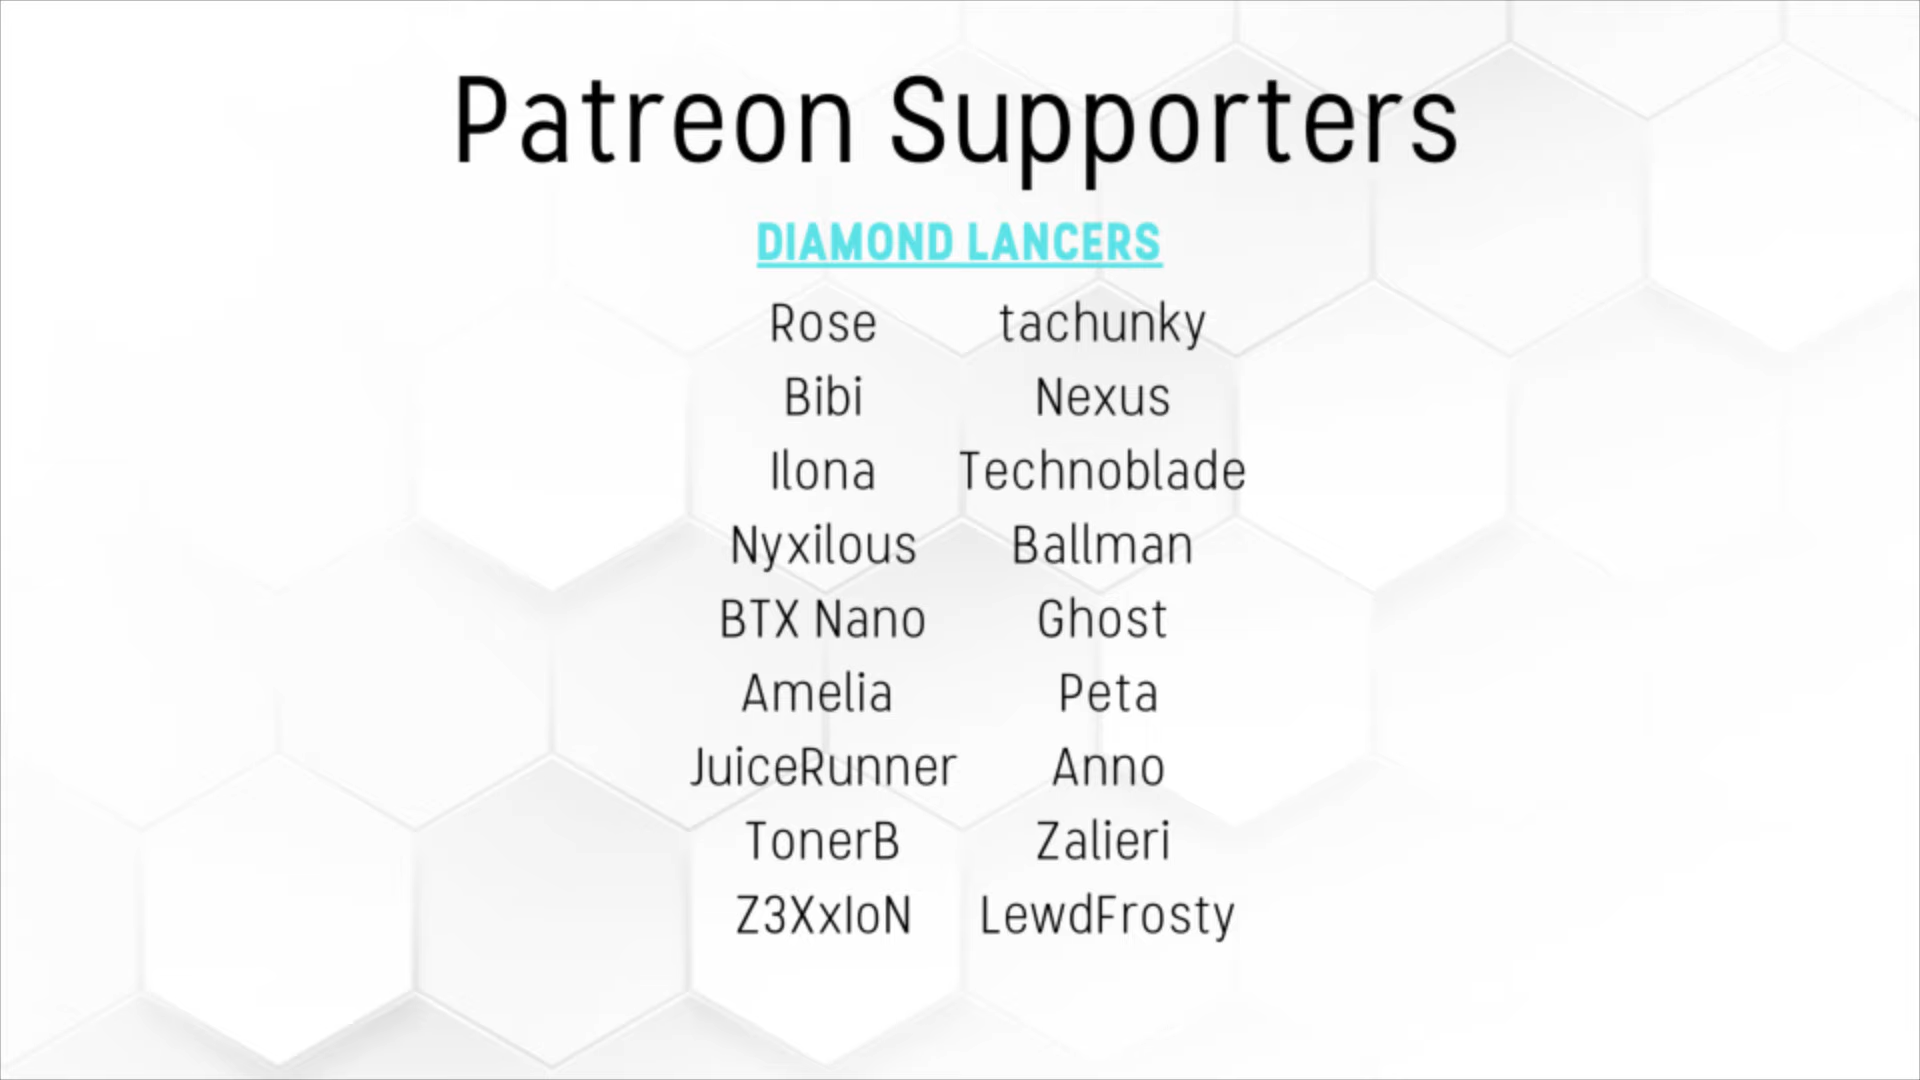 Patreon Supporters
DIAMOND LANCERS
Rose tachunky
Bibi Nexus
Ilona Technoblade
Nyxilous Ballman
BTX Nano Ghost
Amelia Peta
JuiceRunner Anno
TonerB Zalieri
Z3XxIoN LewdFrosty